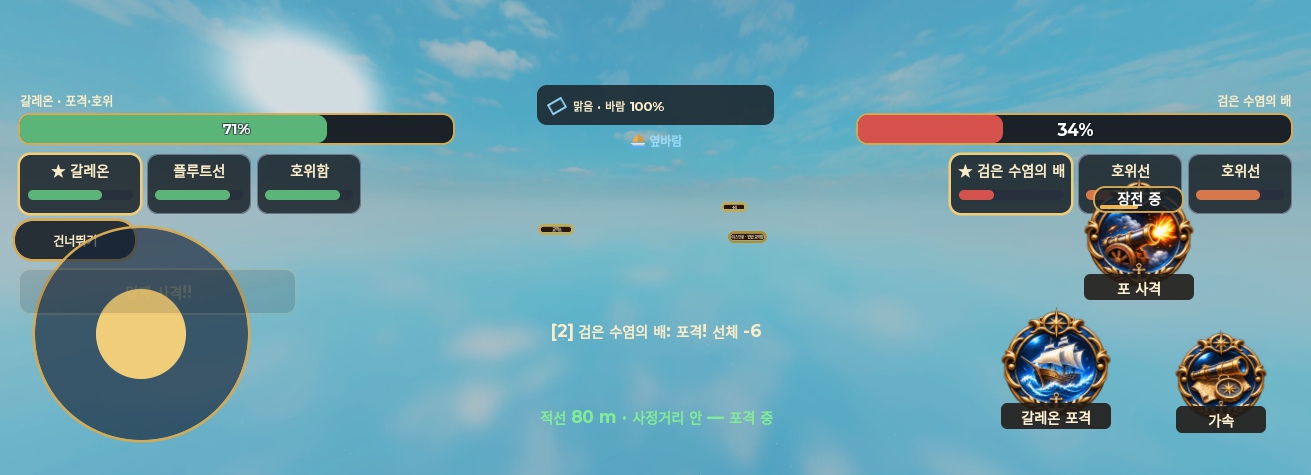 갈레온 · 포격·호위
71%
★ 갈레온
플루트선
호위함
건너뛰기
맑음 · 바람 100%
옆바람
검은 수염의 배
34%
★ 검은 수염의 배
호위선
호위선
장전 중
포 사격
[2] 검은 수염의 배: 포격! 선체 -6
적선 80 m · 사정거리 안 — 포격 중
갈레온 포격
가속